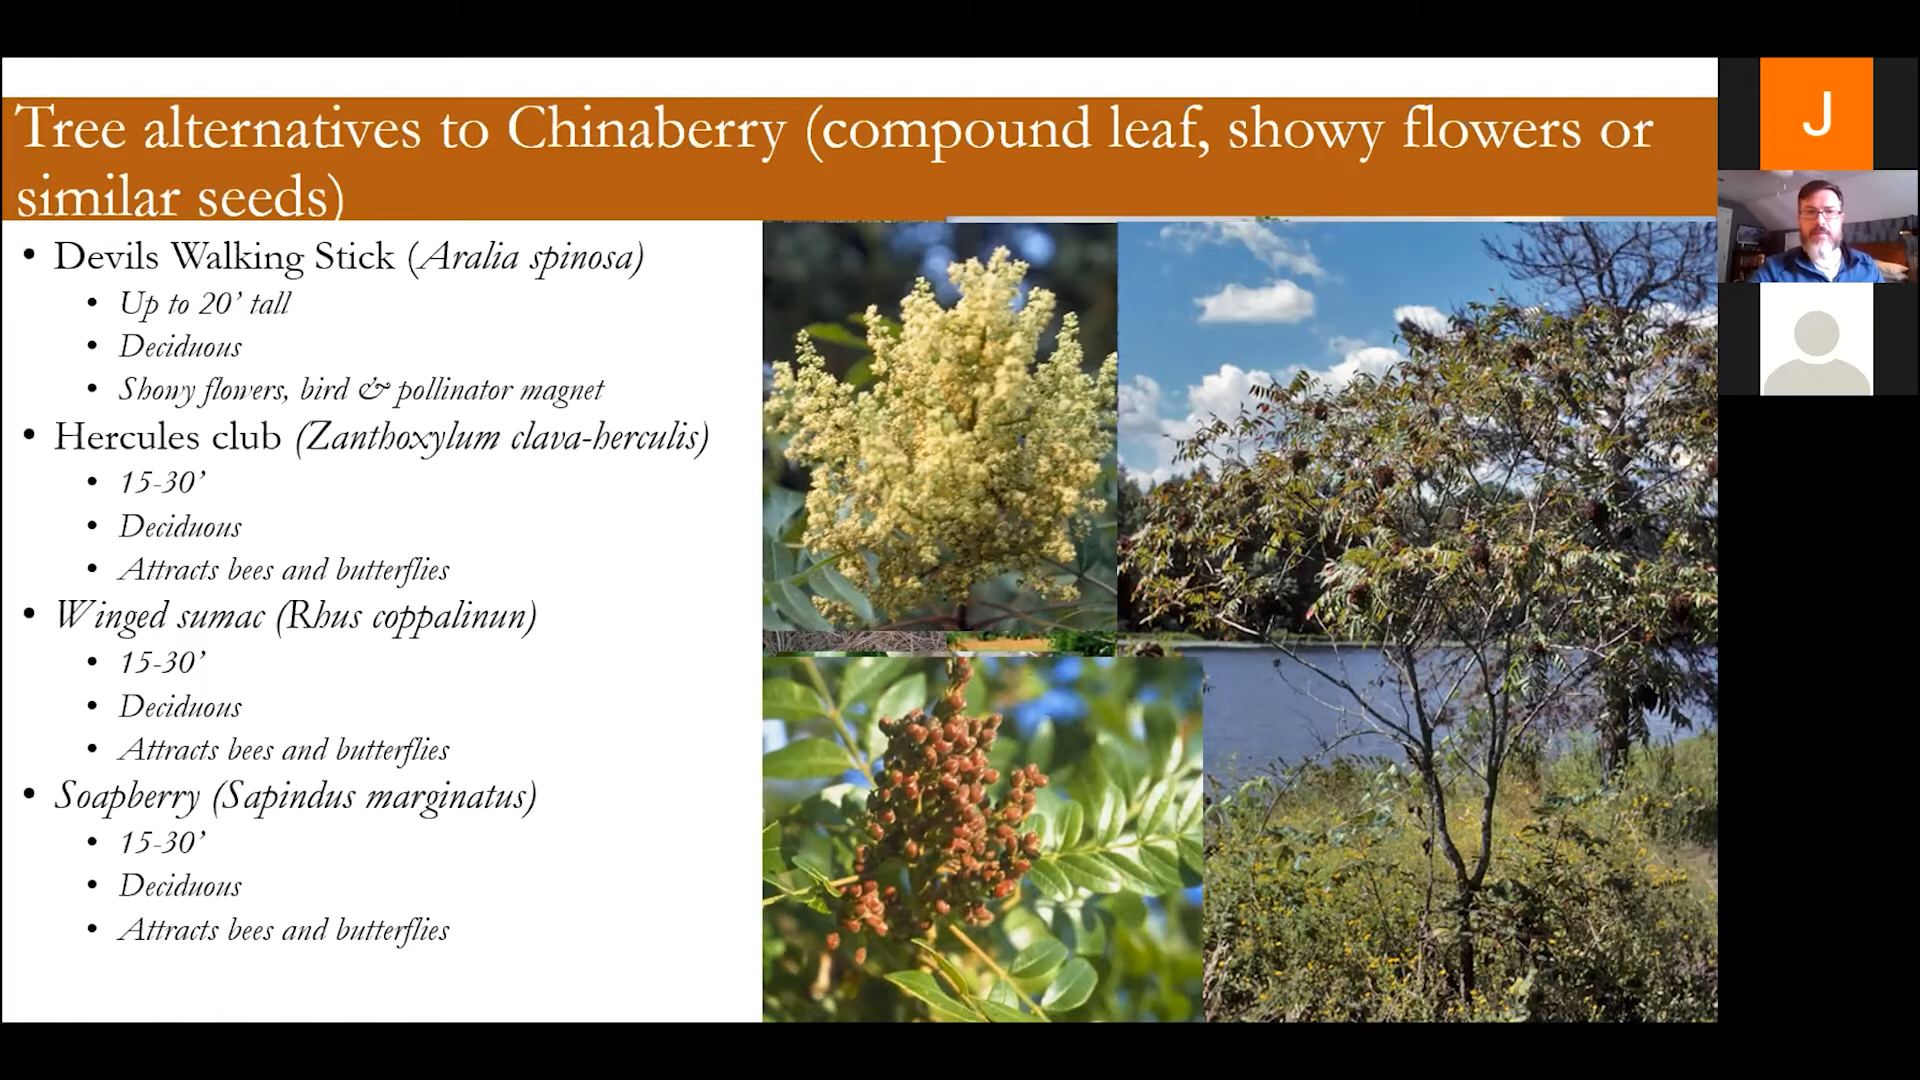 Tree alternatives to Chinaberry (compound leaf, showy flowers or
similar seeds)
• Devils Walking Stick (Aralia spinosa)
• Up to 20’ tall
• Deciduous
• Showy flowers, bird & pollinator magnet
• Hercules club (Zanthoxylum clava-herculis)
• 15-30’
• Deciduous
• Attracts bees and butterflies
• Winged sumac (Rhus coppalinun)
• 15-30’
• Deciduous
• Attracts bees and butterflies
• Soapberry (Sapindus marginatus)
• 15-30’
• Deciduous
• Attracts bees and butterflies
J